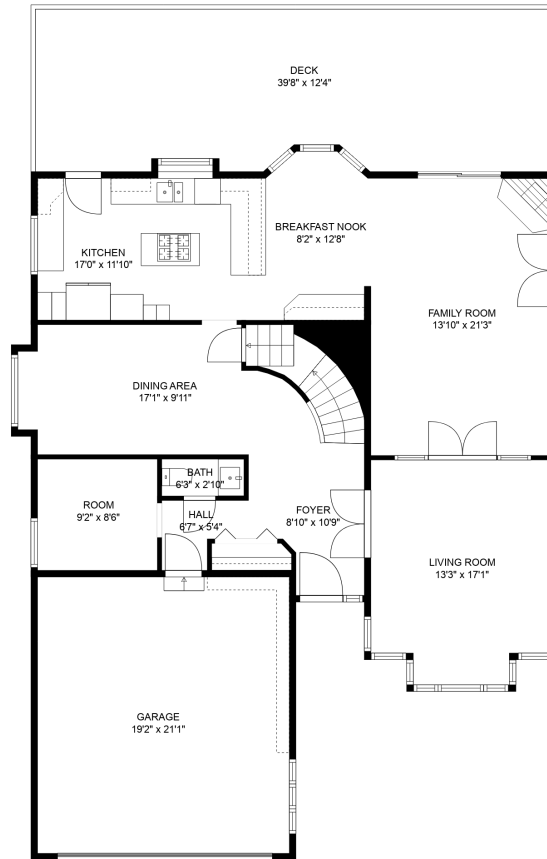 DECK
39'8" x 12'4"
BREAKFAST NOOK
8'2" x 12'8"
KITCHEN
17'0" x 11'10"
FAMILY ROOM
13'10" x 21'3"
DINING AREA
17'1" x 9'11"
BATH
6'3" x 2'10"
ROOM
9'2" x 8'6"
HALL
6'7" x 5'4"
FOYER
8'10" x 10'9"
LIVING ROOM
13'3" x 17'1"
GARAGE
19'2" x 21'1"